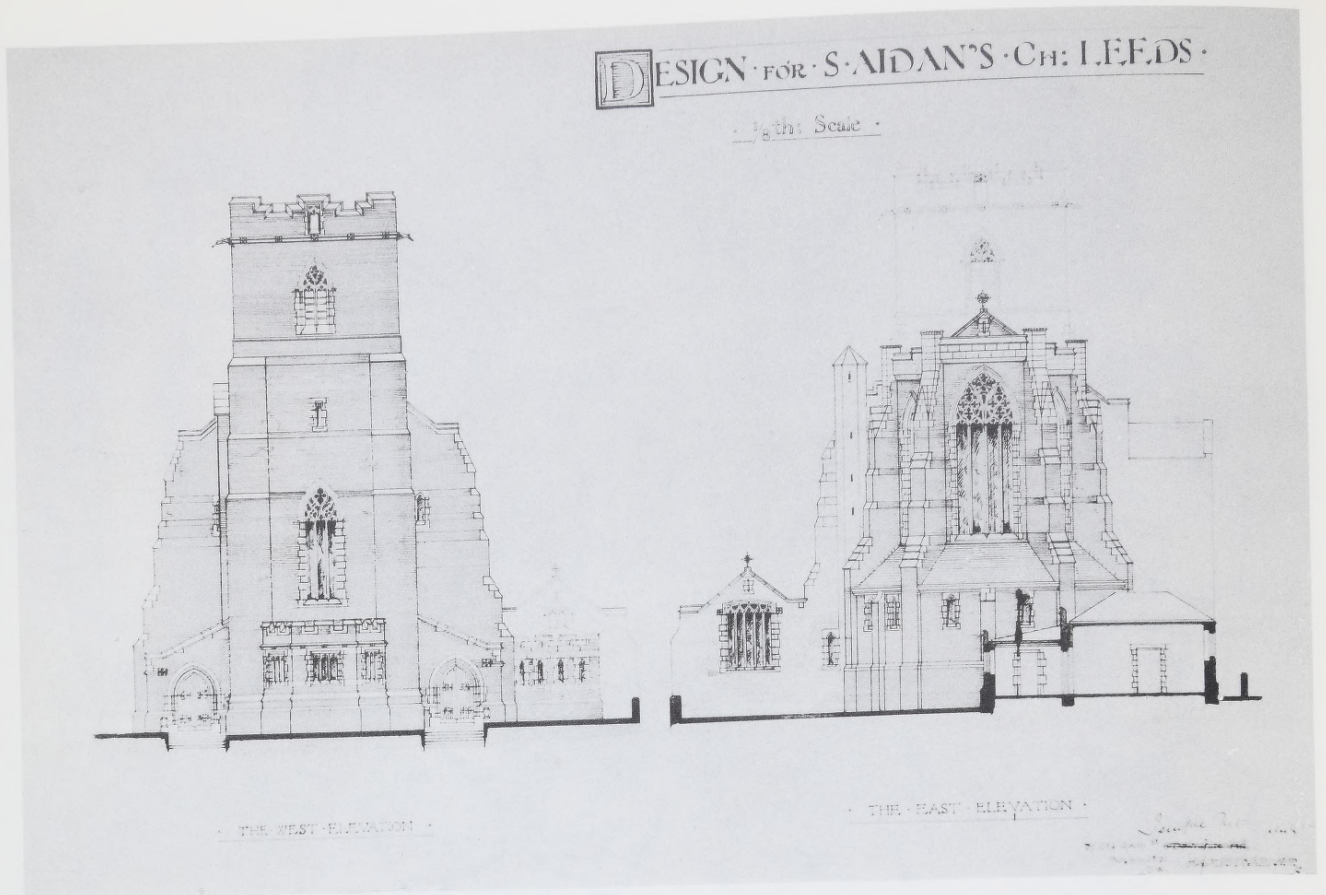 DESIGN · FOR · S · AIDAN'S · CH: LEEDS ·
· 1/8th: Scale ·
· THE · WEST · ELEVATION ·
· THE · EAST · ELEVATION ·